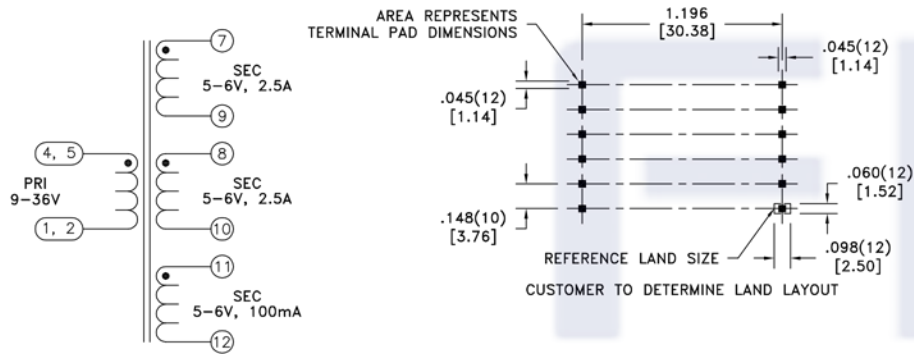 7
SEC
5-6V, 2.5A
9
4, 5
PRI
9-36V
1, 2
8
SEC
5-6V, 2.5A
10
11
SEC
5-6V, 100mA
12
AREA REPRESENTS
TERMINAL PAD DIMENSIONS
1.196
[30.38]
.045(12)
[1.14]
.045(12)
[1.14]
.060(12)
[1.52]
.148(10)
[3.76]
.098(12)
[2.50]
REFERENCE LAND SIZE
CUSTOMER TO DETERMINE LAND LAYOUT